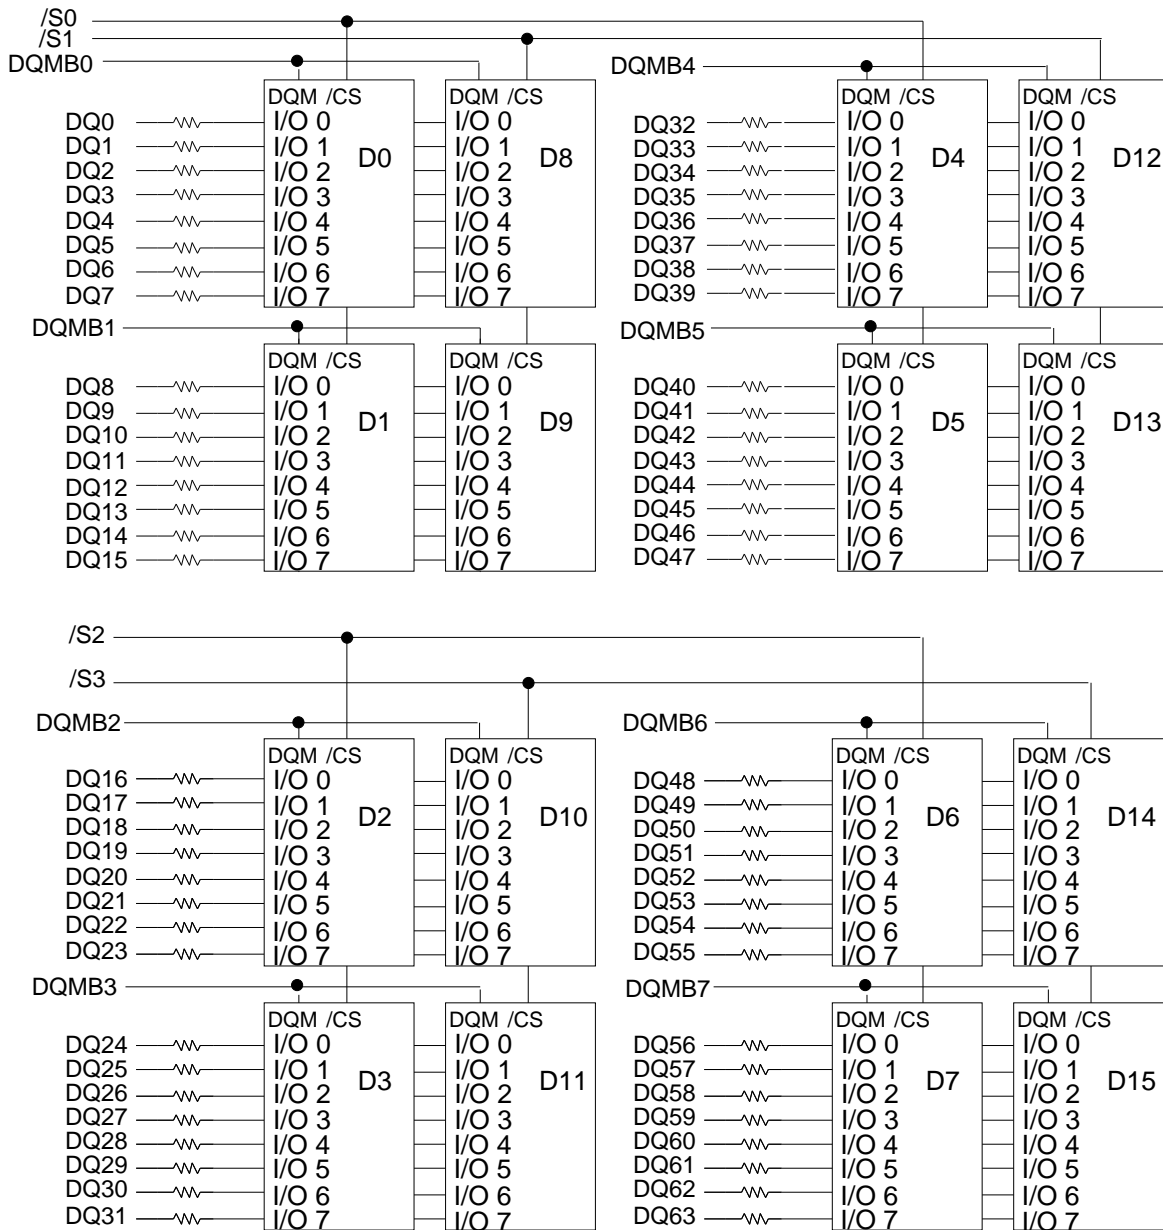 /S0
/S1
DQMB0
DQMB4
DQM /CS DQM /CS DQM /CS DQM /CS
DQ0 I/O 0 I/O 0 DQ32 I/O 0 I/O 0
DQ1 I/O 1 I/O 1 DQ33 I/O 1 I/O 1
D0 D8 D4 D12
DQ2 I/O 2 I/O 2 DQ34 I/O 2 I/O 2
DQ3 I/O 3 I/O 3 DQ35 I/O 3 I/O 3
DQ4 I/O 4 I/O 4 DQ36 I/O 4 I/O 4
DQ5 I/O 5 I/O 5 DQ37 I/O 5 I/O 5
DQ6 I/O 6 I/O 6 DQ38 I/O 6 I/O 6
DQ7 I/O 7 I/O 7 DQ39 I/O 7 I/O 7
DQMB1 DQMB5
DQM /CS DQM /CS DQM /CS DQM /CS
DQ8 I/O 0 I/O 0 DQ40 I/O 0 I/O 0
DQ9 I/O 1 I/O 1 DQ41 I/O 1 I/O 1
D1 D9 D5 D13
DQ10 I/O 2 I/O 2 DQ42 I/O 2 I/O 2
DQ11 I/O 3 I/O 3 DQ43 I/O 3 I/O 3
DQ12 I/O 4 I/O 4 DQ44 I/O 4 I/O 4
DQ13 I/O 5 I/O 5 DQ45 I/O 5 I/O 5
DQ14 I/O 6 I/O 6 DQ46 I/O 6 I/O 6
DQ15 I/O 7 I/O 7 DQ47 I/O 7 I/O 7
/S2
/S3
DQMB2 DQMB6
DQM /CS DQM /CS DQM /CS DQM /CS
DQ16 I/O 0 I/O 0 DQ48 I/O 0 I/O 0
DQ17 I/O 1 I/O 1 DQ49 I/O 1 I/O 1
D2 D10 D6 D14
DQ18 I/O 2 I/O 2 DQ50 I/O 2 I/O 2
DQ19 I/O 3 I/O 3 DQ51 I/O 3 I/O 3
DQ20 I/O 4 I/O 4 DQ52 I/O 4 I/O 4
DQ21 I/O 5 I/O 5 DQ53 I/O 5 I/O 5
DQ22 I/O 6 I/O 6 DQ54 I/O 6 I/O 6
DQ23 I/O 7 I/O 7 DQ55 I/O 7 I/O 7
DQMB3 DQMB7
DQM /CS DQM /CS DQM /CS DQM /CS
DQ24 I/O 0 I/O 0 DQ56 I/O 0 I/O 0
DQ25 I/O 1 I/O 1 DQ57 I/O 1 I/O 1
D3 D11 D7 D15
DQ26 I/O 2 I/O 2 DQ58 I/O 2 I/O 2
DQ27 I/O 3 I/O 3 DQ59 I/O 3 I/O 3
DQ28 I/O 4 I/O 4 DQ60 I/O 4 I/O 4
DQ29 I/O 5 I/O 5 DQ61 I/O 5 I/O 5
DQ30 I/O 6 I/O 6 DQ62 I/O 6 I/O 6
DQ31 I/O 7 I/O 7 DQ63 I/O 7 I/O 7